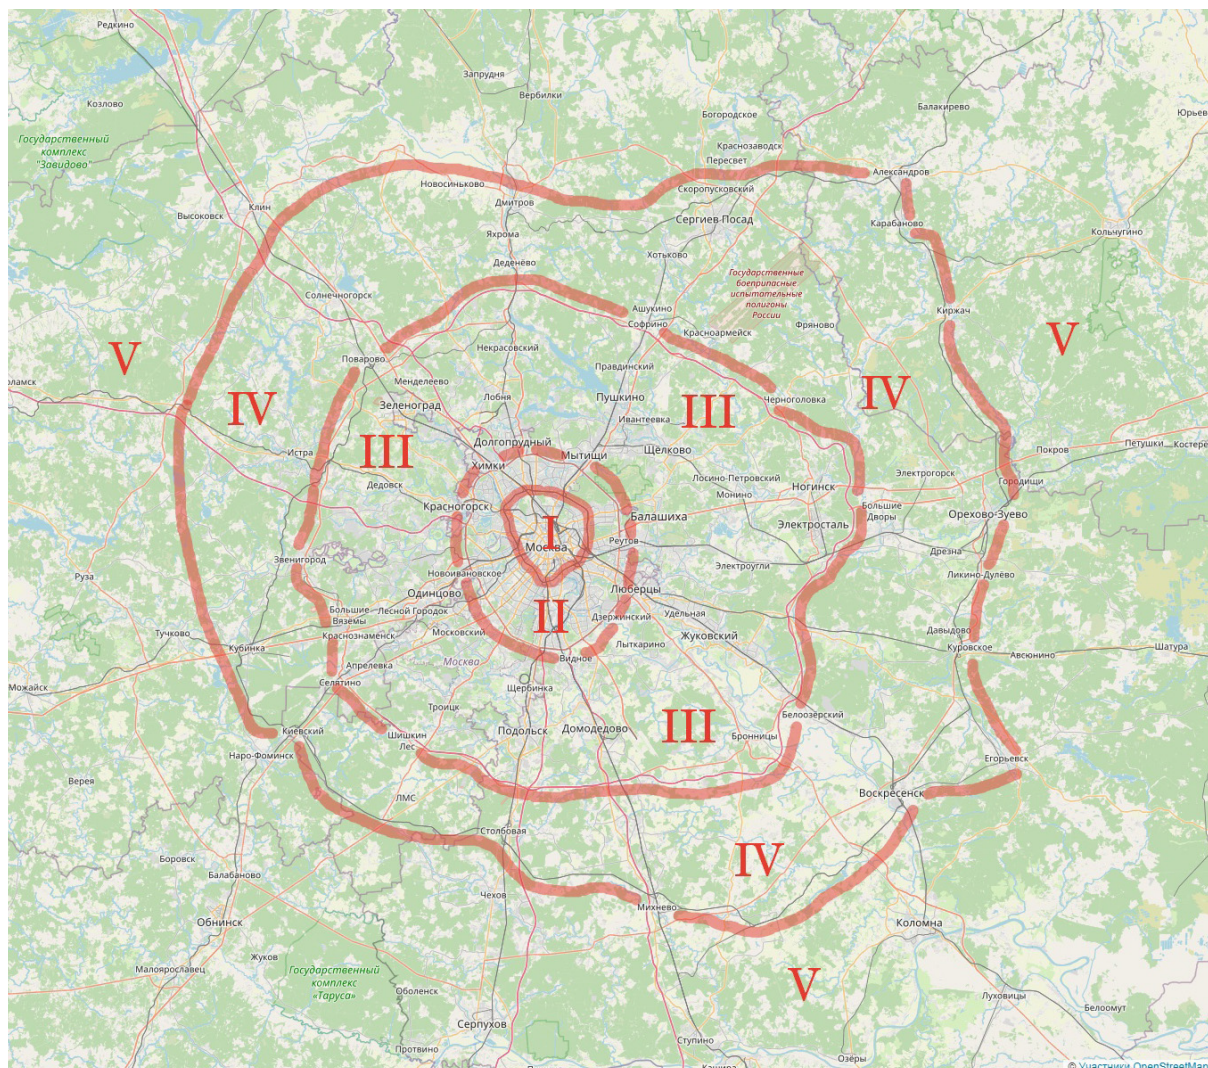 Редкино
Запрудня
Вербилки
Козлово
Балакирево
Богородское
Юрьев
Государственный
комплекс
"Завидово"
Краснозаводск
Пересвет
Александров
Новосиньково
Скоропусковский
Клин
Дмитров
Высоковск
Сергиев Посад
Карабаново
Кольчугино
Яхрома
Хотьково
Деденёво
Государственные
боеприпасные
испытательные
полигоны
России
Солнечногорск
Ашукино
Софрино
Киржач
Красноармейск
Фряново
V
V
Некрасовский
Поварово
Правдинский
Менделеево
оламск
IV
IV
Лобня
Пушкино
Черноголовка
Зеленоград
III
Ивантеевка
Долгопрудный
Петушки
Костерё
III
Истра
Мытищи
Щёлково
Покров
Химки
Электрогорск
Лосино-Петровский
Городищи
Дедовск
Монино
Ногинск
Красногорск
Большие
Дворы
Балашиха
Орехово-Зуево
Электросталь
I
Москва
Реутов
Дрезна
Звенигород
Электроугли
Новоивановское
Ликино-Дулёво
Руза
Одинцово
Люберцы
Большие
Вязёмы
Лесной Городок
II
Дзержинский
Удельная
Тучково
Краснознаменск
Московский
Жуковский
Давыдово
Кубинка
Лыткарино
Куровское
Шатура
Апрелевка
Москва
Видное
Авсюнино
Можайск
Селятино
Щербинка
Троицк
Белоозёрский
Киевский
Шишкин
Лес
Подольск
Домодедово
III
Бронницы
Наро-Фоминск
Егорьевск
Верея
ЛМС
Воскресенск
Столбовая
Боровск
IV
Балабаново
Чехов
Михнево
Обнинск
Коломна
Жуков
Малоярославец
Государственный
комплекс
«Таруса»
V
Оболенск
Луховицы
Белоомут
Серпухов
Ступино
Протвино
Озёры
Кашира
© Участники OpenStreetMap